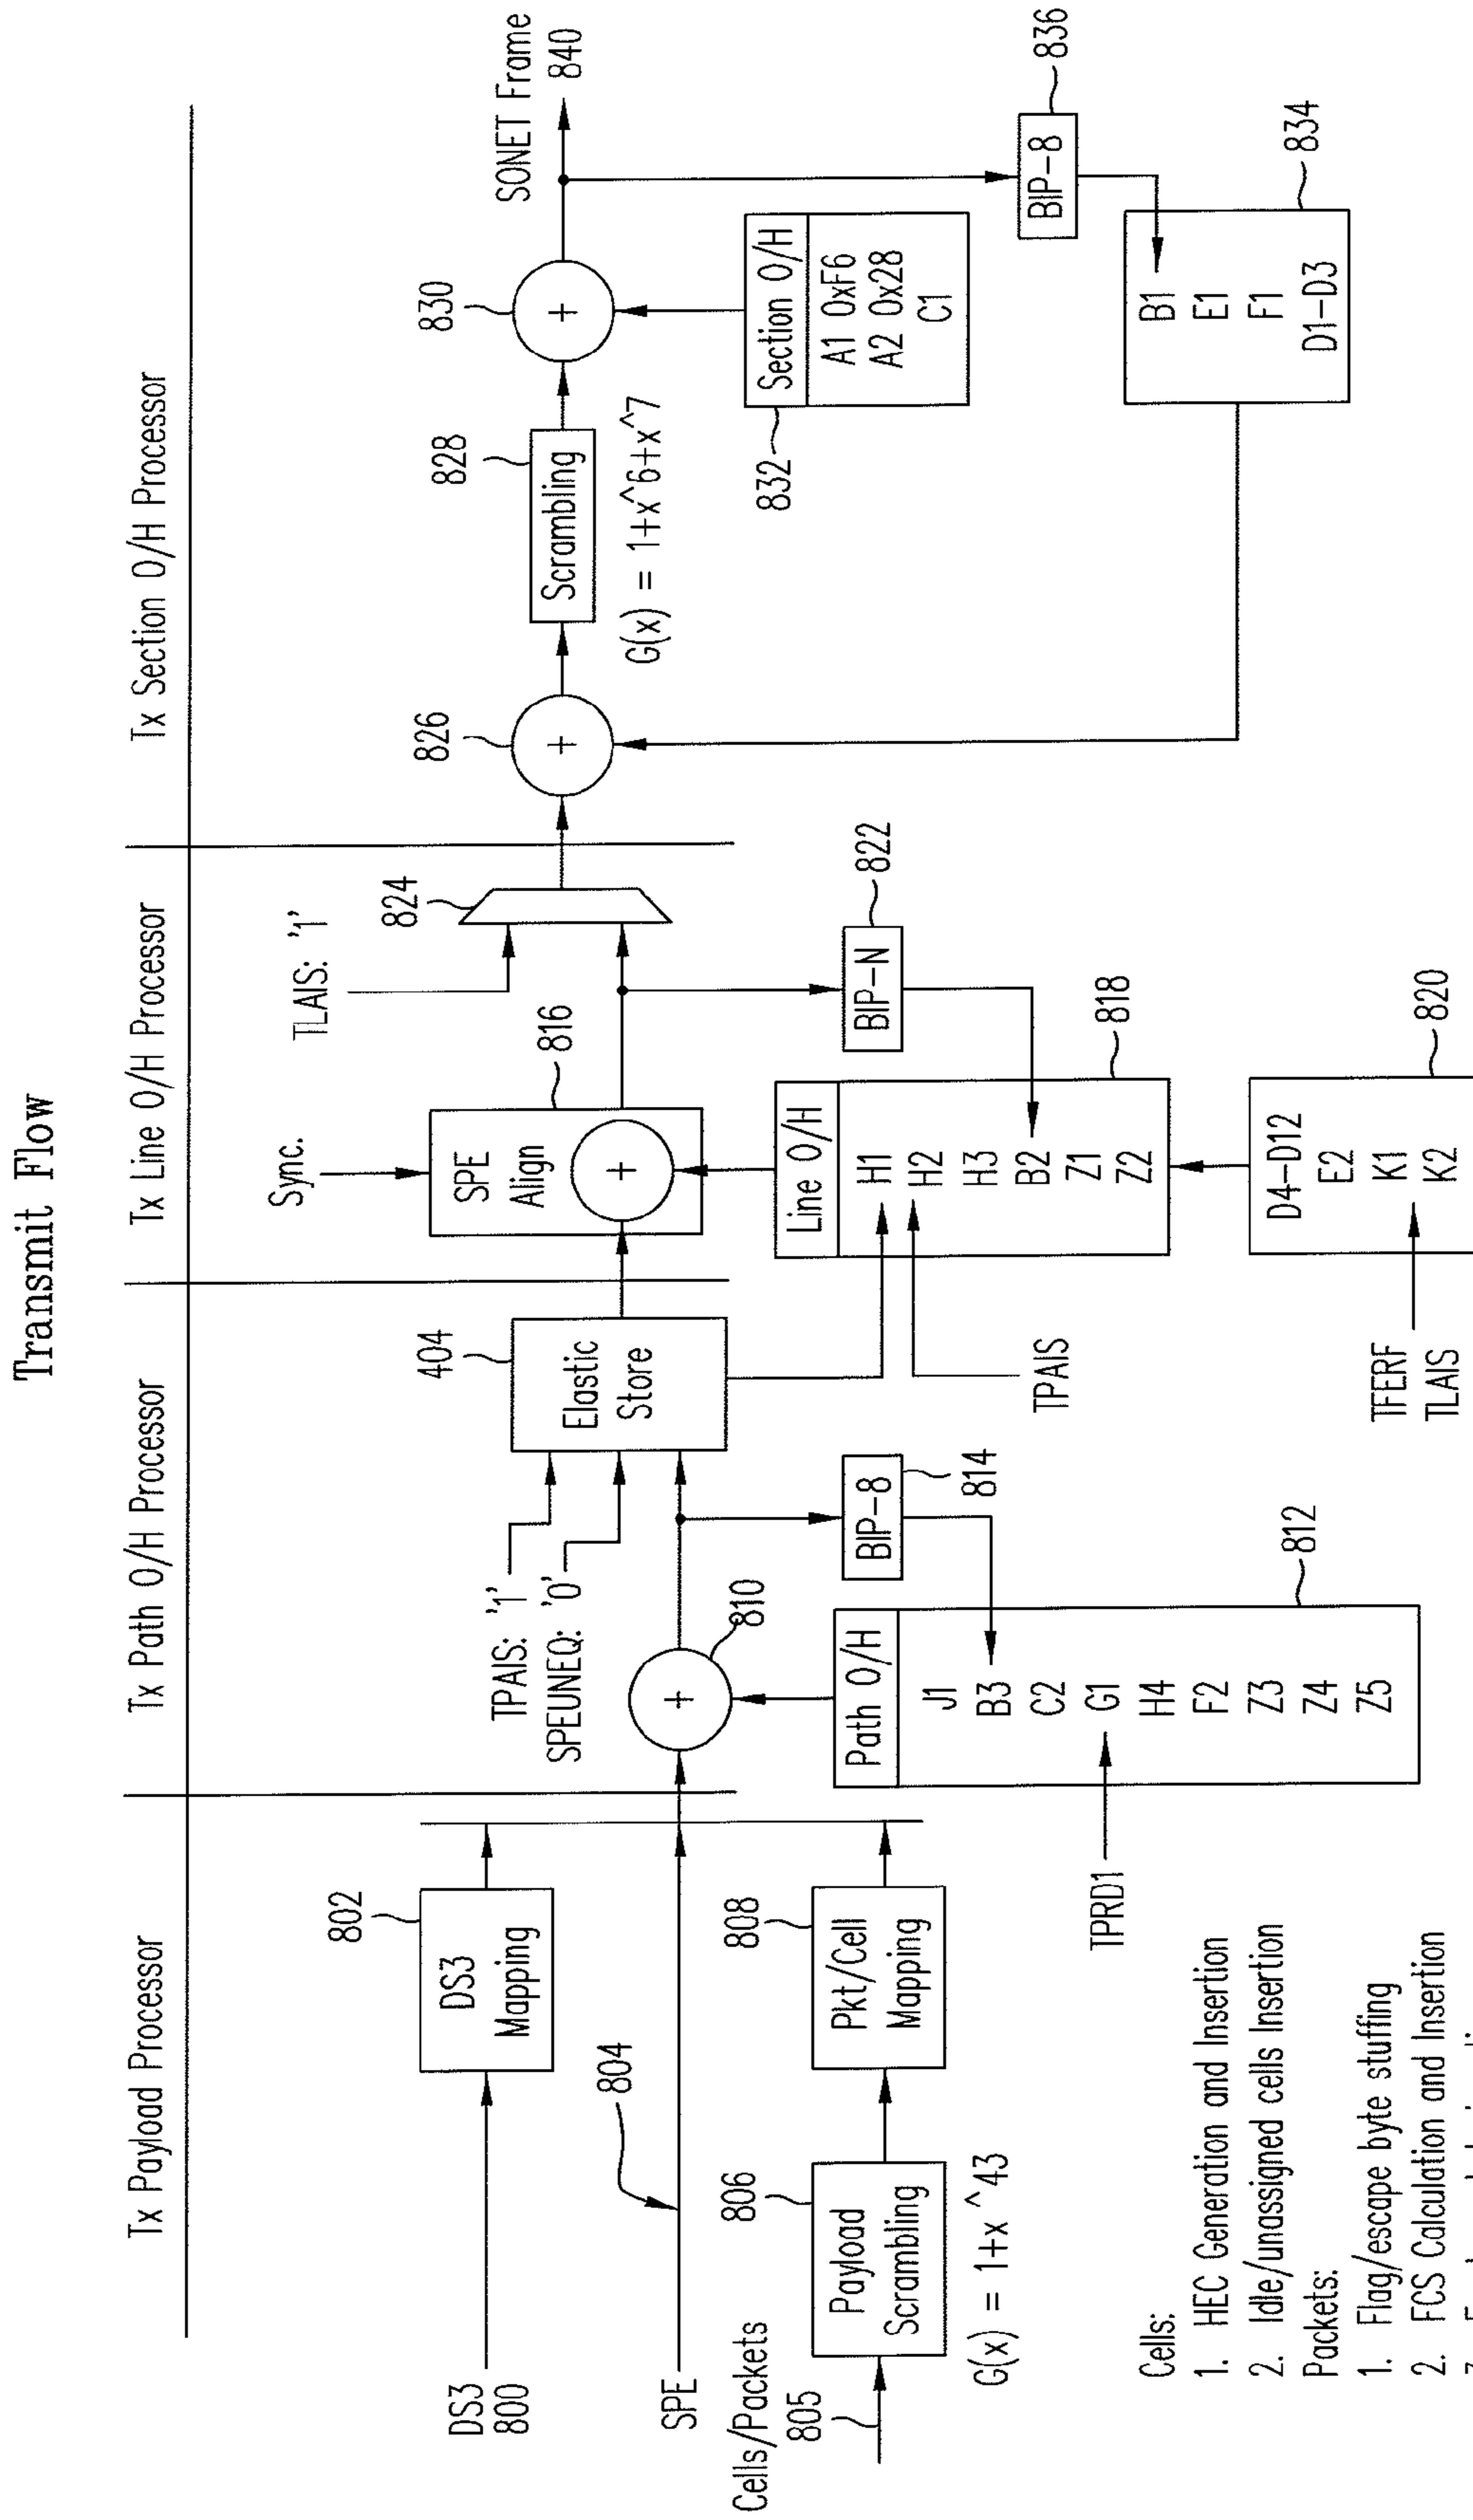 Transmit Flow
Tx Payload Processor
Tx Path O/H Processor
Tx Line O/H Processor
Tx Section O/H Processor
DS3
800
802
DS3
Mapping
SPE
804
Cells/Packets
805
806
Payload
Scrambling
G(x) = 1+x^43
808
Pkt/Cell
Mapping
Cells:
1. HEC Generation and Insertion
2. Idle/unassigned cells Insertion
Packets:
1. Flag/escape byte stuffing
2. FCS Calculation and Insertion
TPAIS: '1'
SPEUNEQ: '0'
+
810
404
Elastic
Store
BIP-8
814
Path O/H
812
J1
B3
C2
G1
H4
F2
Z3
Z4
Z5
TPRD1
Sync.
SPE
Align
+
816
TLAIS: '1'
824
BIP-N
822
Line O/H
818
H1
H2
H3
B2
Z1
Z2
TPAIS
D4-D12
E2
K1
K2
820
TFERF
TLAIS
826
+
828
Scrambling
G(x) = 1+x^6+x^7
830
+
SONET Frame
840
832
Section O/H
A1 0xF6
A2 0x28
C1
BIP-8
836
B1
E1
F1
D1-D3
834